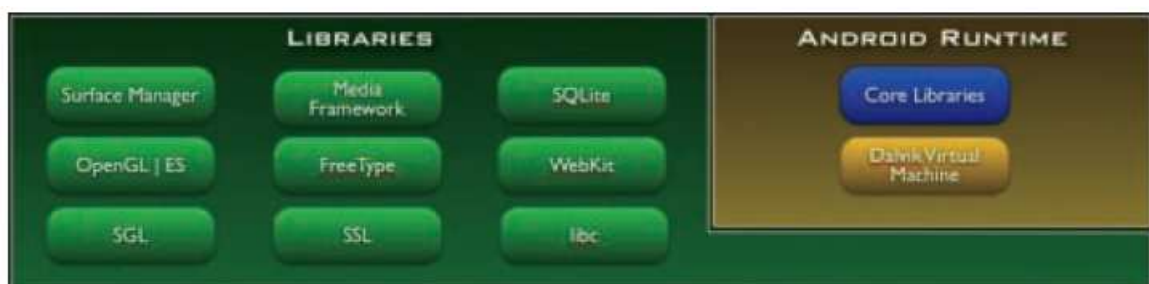 LIBRARIES
Surface Manager
Media
Framework
SQLite
OpenGL | ES
FreeType
WebKit
SGL
SSL
libc
ANDROID RUNTIME
Core Libraries
Dalvik Virtual
Machine